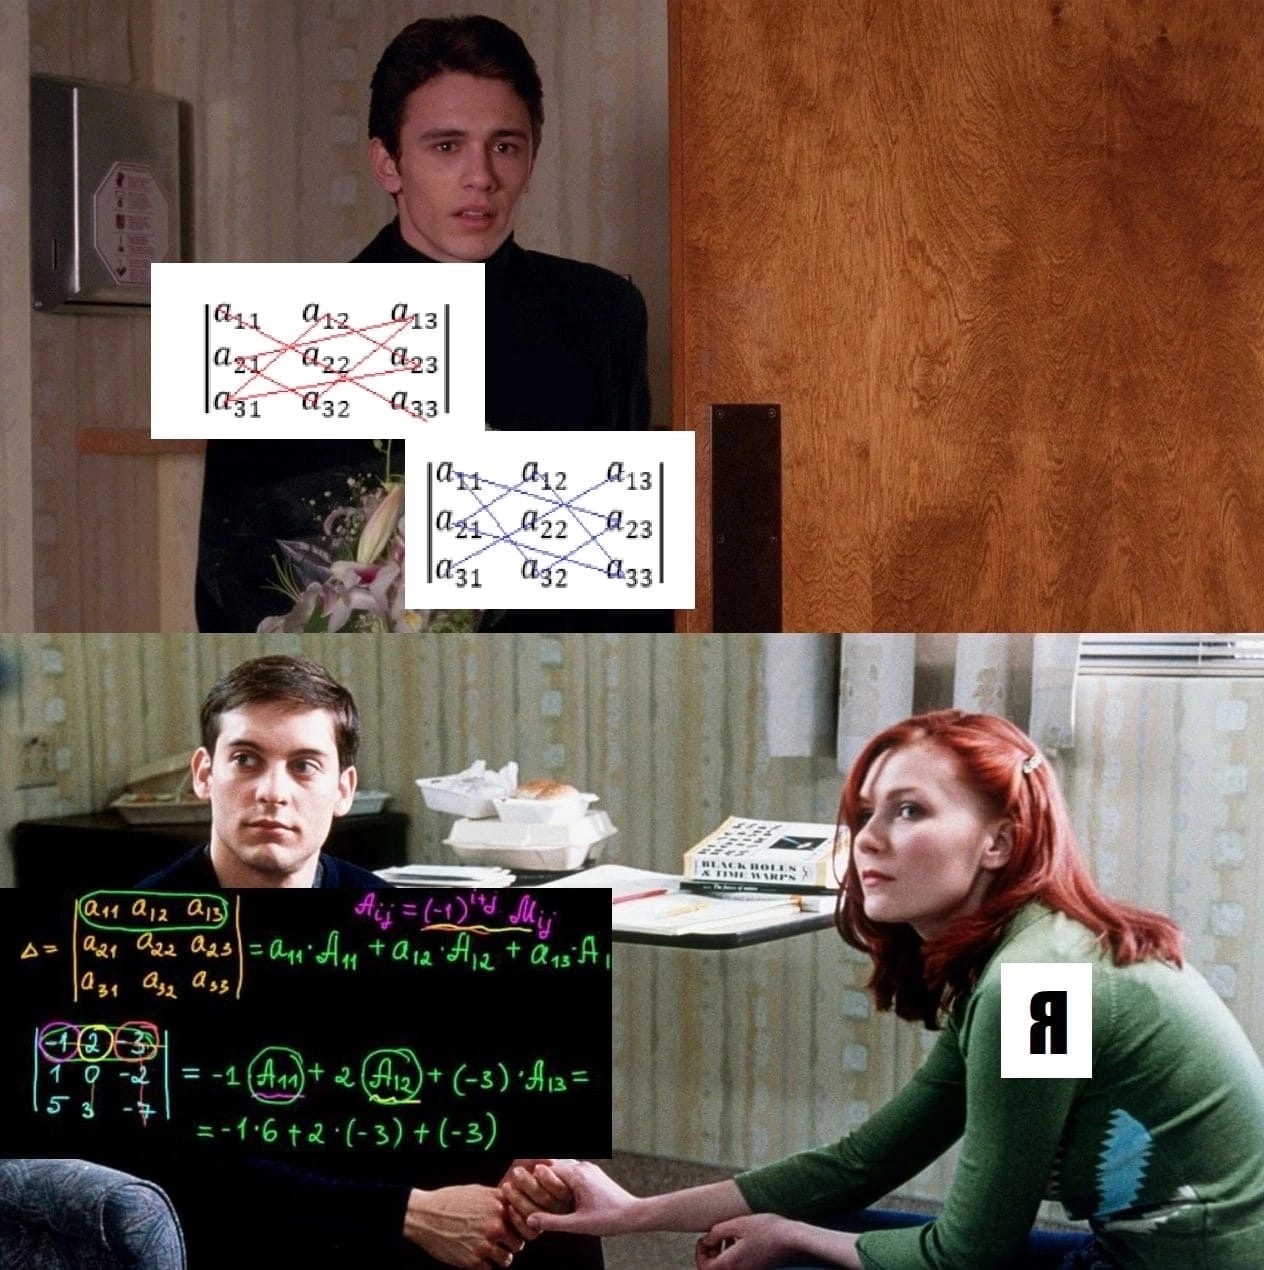 a₁₁ a₁₂ a₁₃
a₂₁ a₂₂ a₂₃
a₃₁ a₃₂ a₃₃
a₁₁ a₁₂ a₁₃
a₂₁ a₂₂ a₂₃
a₃₁ a₃₂ a₃₃
BLACK HOLES
& TIME WARPS
a₁₁ a₁₂ a₁₃
Δ = a₂₁ a₂₂ a₂₃ = a₁₁·A₁₁ + a₁₂·A₁₂ + a₁₃·A₁
a₃₁ a₃₂ a₃₃
Aᵢⱼ = (-1)ⁱ⁺ʲ Mᵢⱼ
-1 2 -3
1 0 -2 = -1 A₁₁ + 2 A₁₂ + (-3)·A₁₃ =
5 3 -7
= -1·6 + 2·(-3) + (-3)
Я